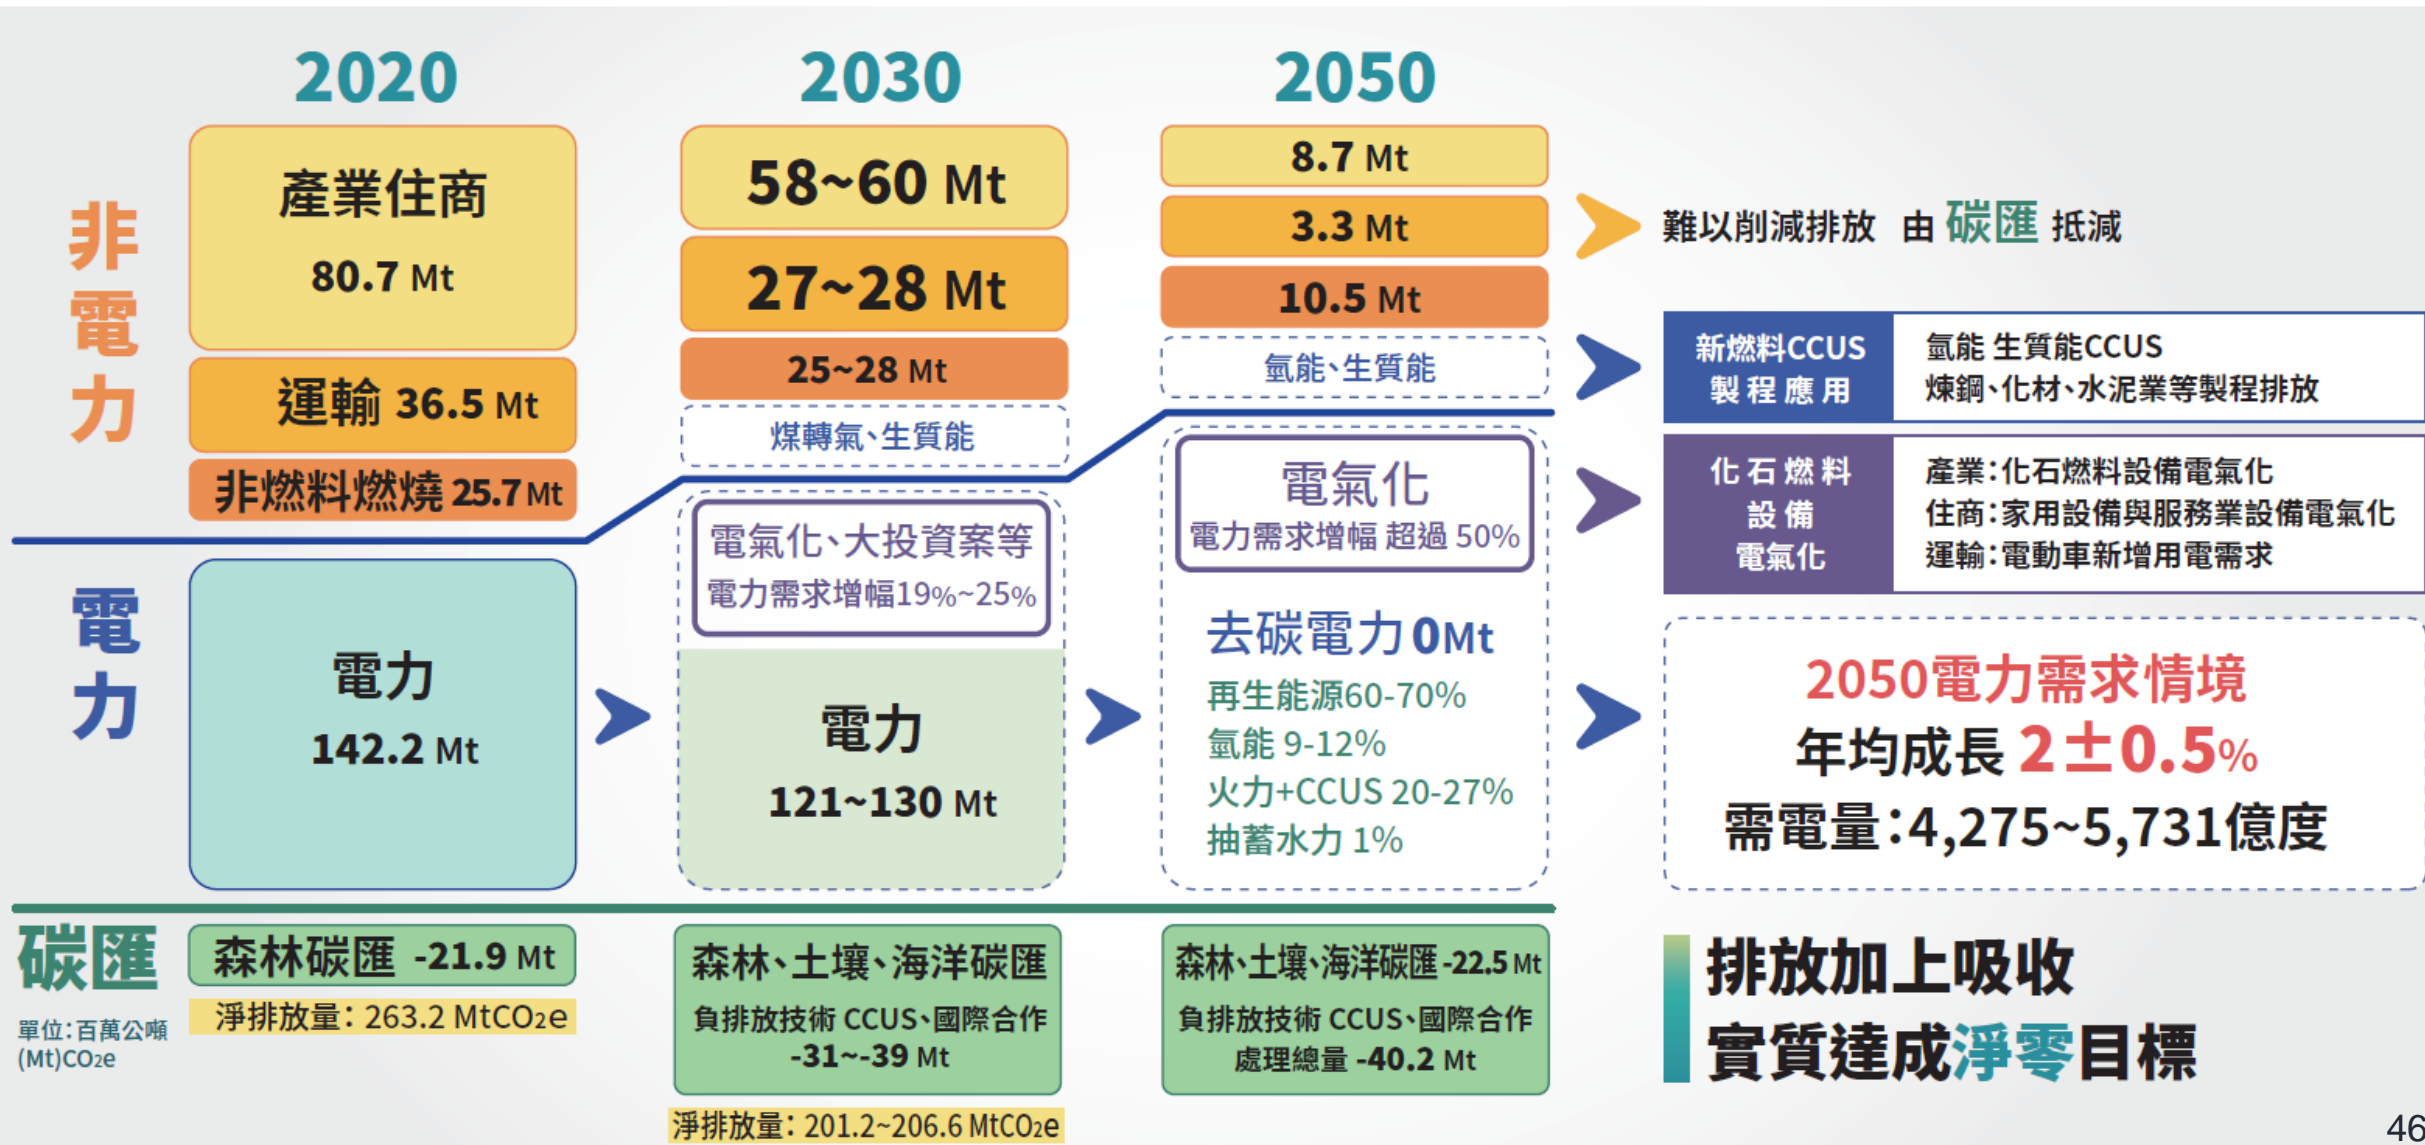 2020
2030
2050
非電力
產業住商
80.7 Mt
運輸 36.5 Mt
非燃料燃燒 25.7 Mt
58~60 Mt
27~28 Mt
25~28 Mt
煤轉氣、生質能
8.7 Mt
3.3 Mt
10.5 Mt
氫能、生質能
難以削減排放 由 碳匯 抵減
新燃料CCUS
製程應用
氫能 生質能CCUS
煉鋼、化材、水泥業等製程排放
化石燃料
設備
電氣化
產業：化石燃料設備電氣化
住商：家用設備與服務業設備電氣化
運輸：電動車新增用電需求
電力
電力
142.2 Mt
電氣化、大投資案等
電力需求增幅19%~25%
電力
121~130 Mt
電氣化
電力需求增幅 超過 50%
去碳電力 0Mt
再生能源60-70%
氫能 9-12%
火力+CCUS 20-27%
抽蓄水力 1%
2050電力需求情境
年均成長 2±0.5%
需電量：4,275~5,731億度
碳匯
單位：百萬公噸
(Mt)CO2e
森林碳匯 -21.9 Mt
淨排放量： 263.2 MtCO2e
森林、土壤、海洋碳匯
負排放技術 CCUS、國際合作
-31~-39 Mt
淨排放量： 201.2~206.6 MtCO2e
森林、土壤、海洋碳匯 -22.5 Mt
負排放技術 CCUS、國際合作
處理總量 -40.2 Mt
排放加上吸收
實質達成淨零目標
46